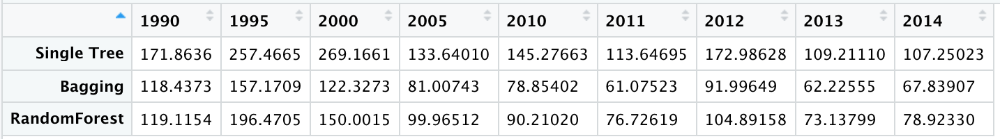 1990 1995 2000 2005 2010 2011 2012 2013 2014
Single Tree 171.8636 257.4665 269.1661 133.64010 145.27663 113.64695 172.98628 109.21110 107.25023
Bagging 118.4373 157.1709 122.3273 81.00743 78.85402 61.07523 91.99649 62.22555 67.83907
RandomForest 119.1154 196.4705 150.0015 99.96512 90.21020 76.72619 104.89158 73.13799 78.92330